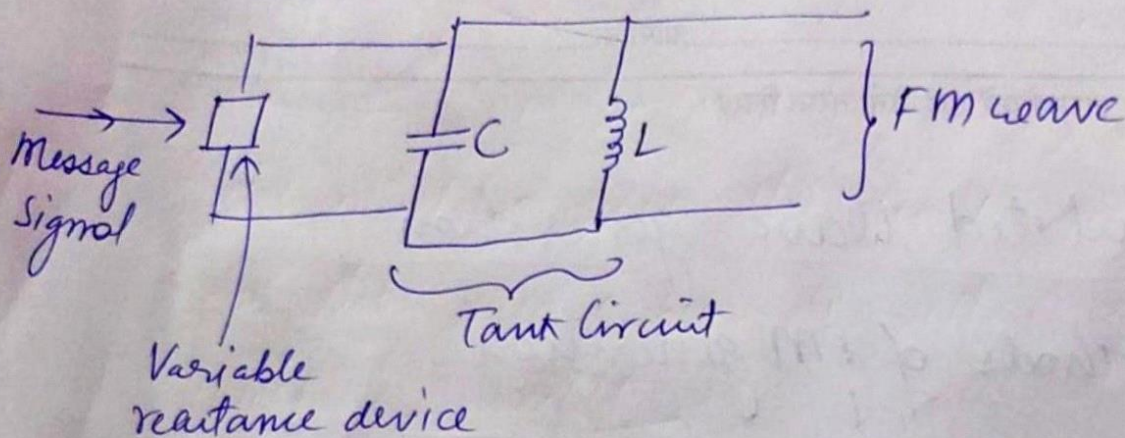 Message
Signal
C
L
FM wave
Tank Circuit
Variable
reactance device